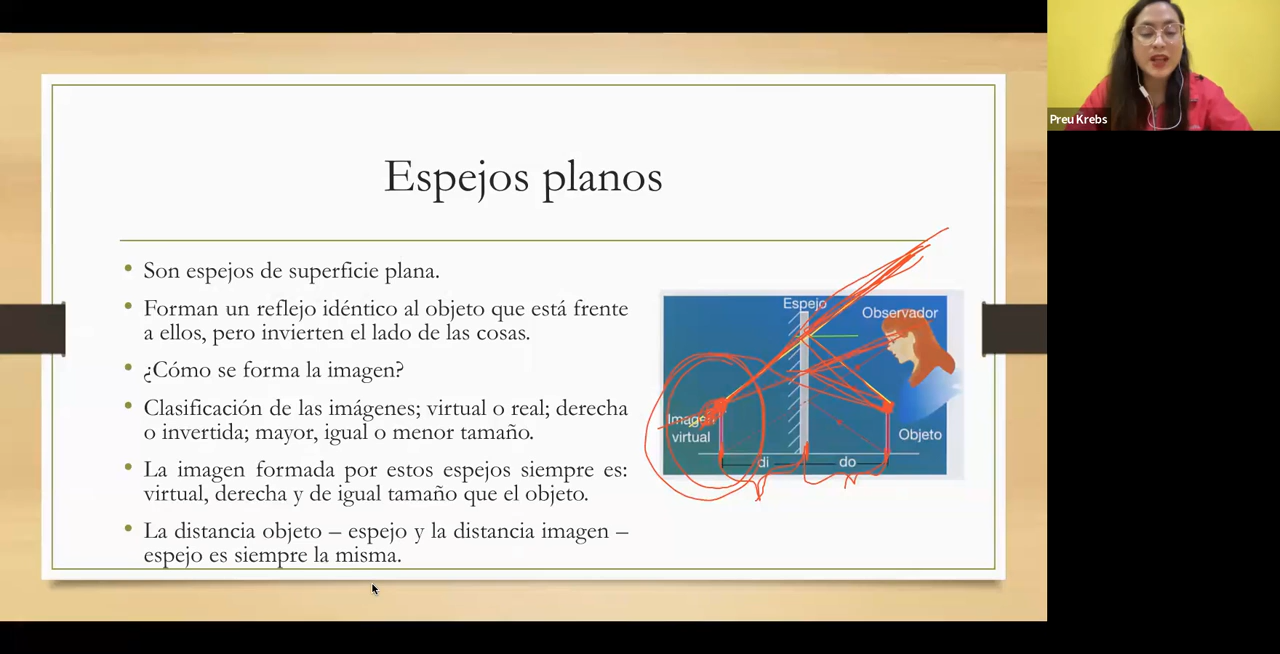 Preu Krebs
Espejos planos
• Son espejos de superficie plana.
• Forman un reflejo idéntico al objeto que está frente
a ellos, pero invierten el lado de las cosas.
• ¿Cómo se forma la imagen?
• Clasificación de las imágenes; virtual o real; derecha
o invertida; mayor, igual o menor tamaño.
• La imagen formada por estos espejos siempre es:
virtual, derecha y de igual tamaño que el objeto.
• La distancia objeto – espejo y la distancia imagen –
espejo es siempre la misma.
Espejo
Observador
Imagen
virtual
Objeto
di
do